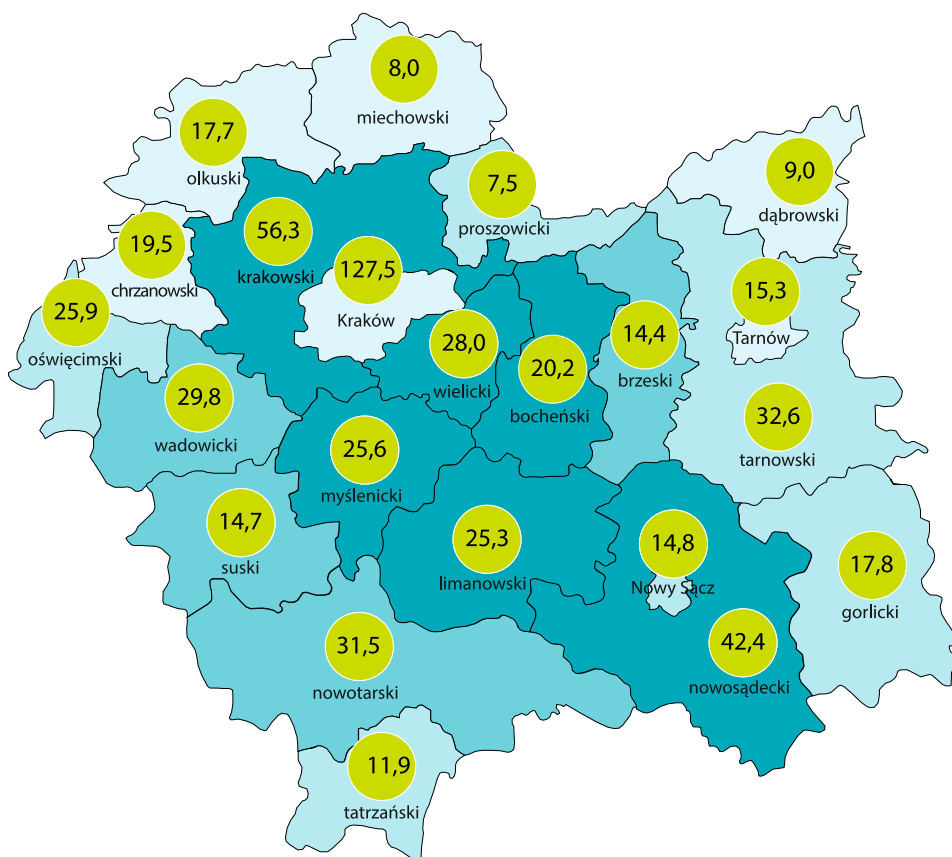 8,0
miechowski
17,7
olkuski
7,5
proszowicki
9,0
dąbrowski
56,3
krakowski
19,5
chrzanowski
127,5
Kraków
25,9
oświęcimski
15,3
Tarnów
28,0
wielicki
20,2
bocheński
14,4
brzeski
29,8
wadowicki
32,6
tarnowski
25,6
myślenicki
14,7
suski
25,3
limanowski
14,8
Nowy Sącz
17,8
gorlicki
31,5
nowotarski
42,4
nowosądecki
11,9
tatrzański